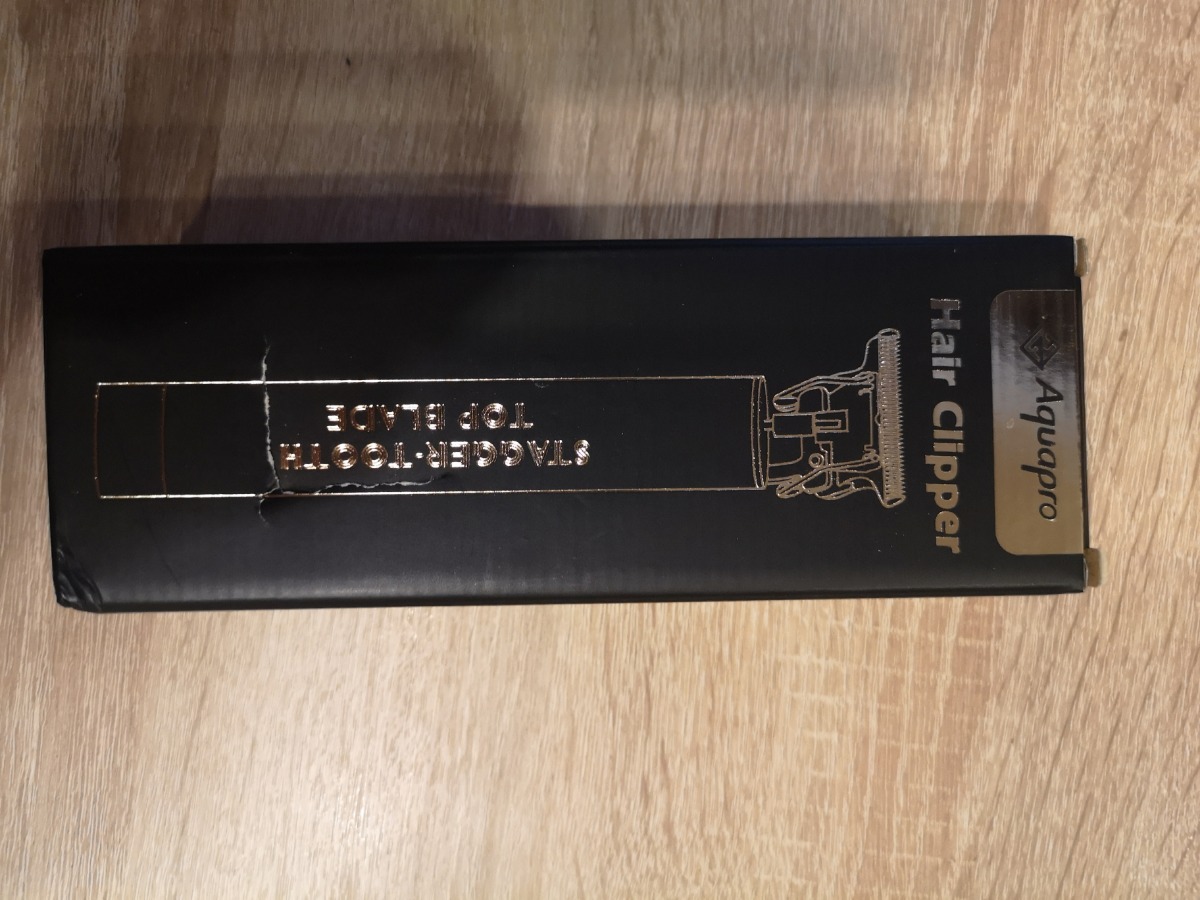 Aquapro
Hair Clipper
STAGGER-TOOTH
TOP BLADE